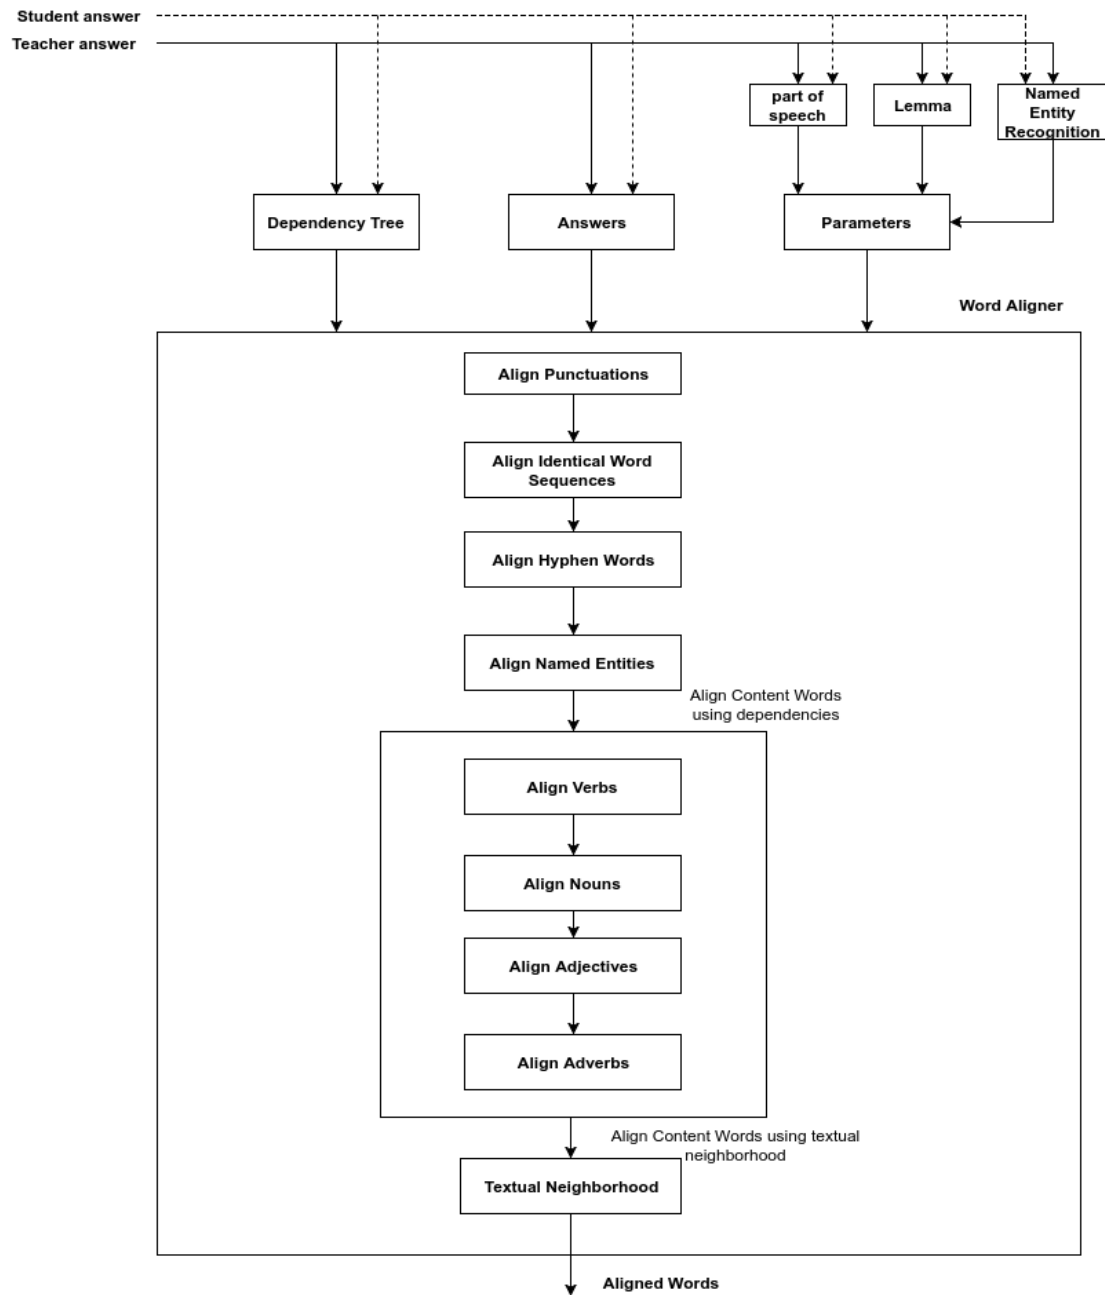 Student answer
Teacher answer
part of
speech
Lemma
Named
Entity
Recognition
Dependency Tree
Answers
Parameters
Word Aligner
Align Punctuations
Align Identical Word
Sequences
Align Hyphen Words
Align Named Entities
Align Content Words
using dependencies
Align Verbs
Align Nouns
Align Adjectives
Align Adverbs
Align Content Words using textual
neighborhood
Textual Neighborhood
Aligned Words